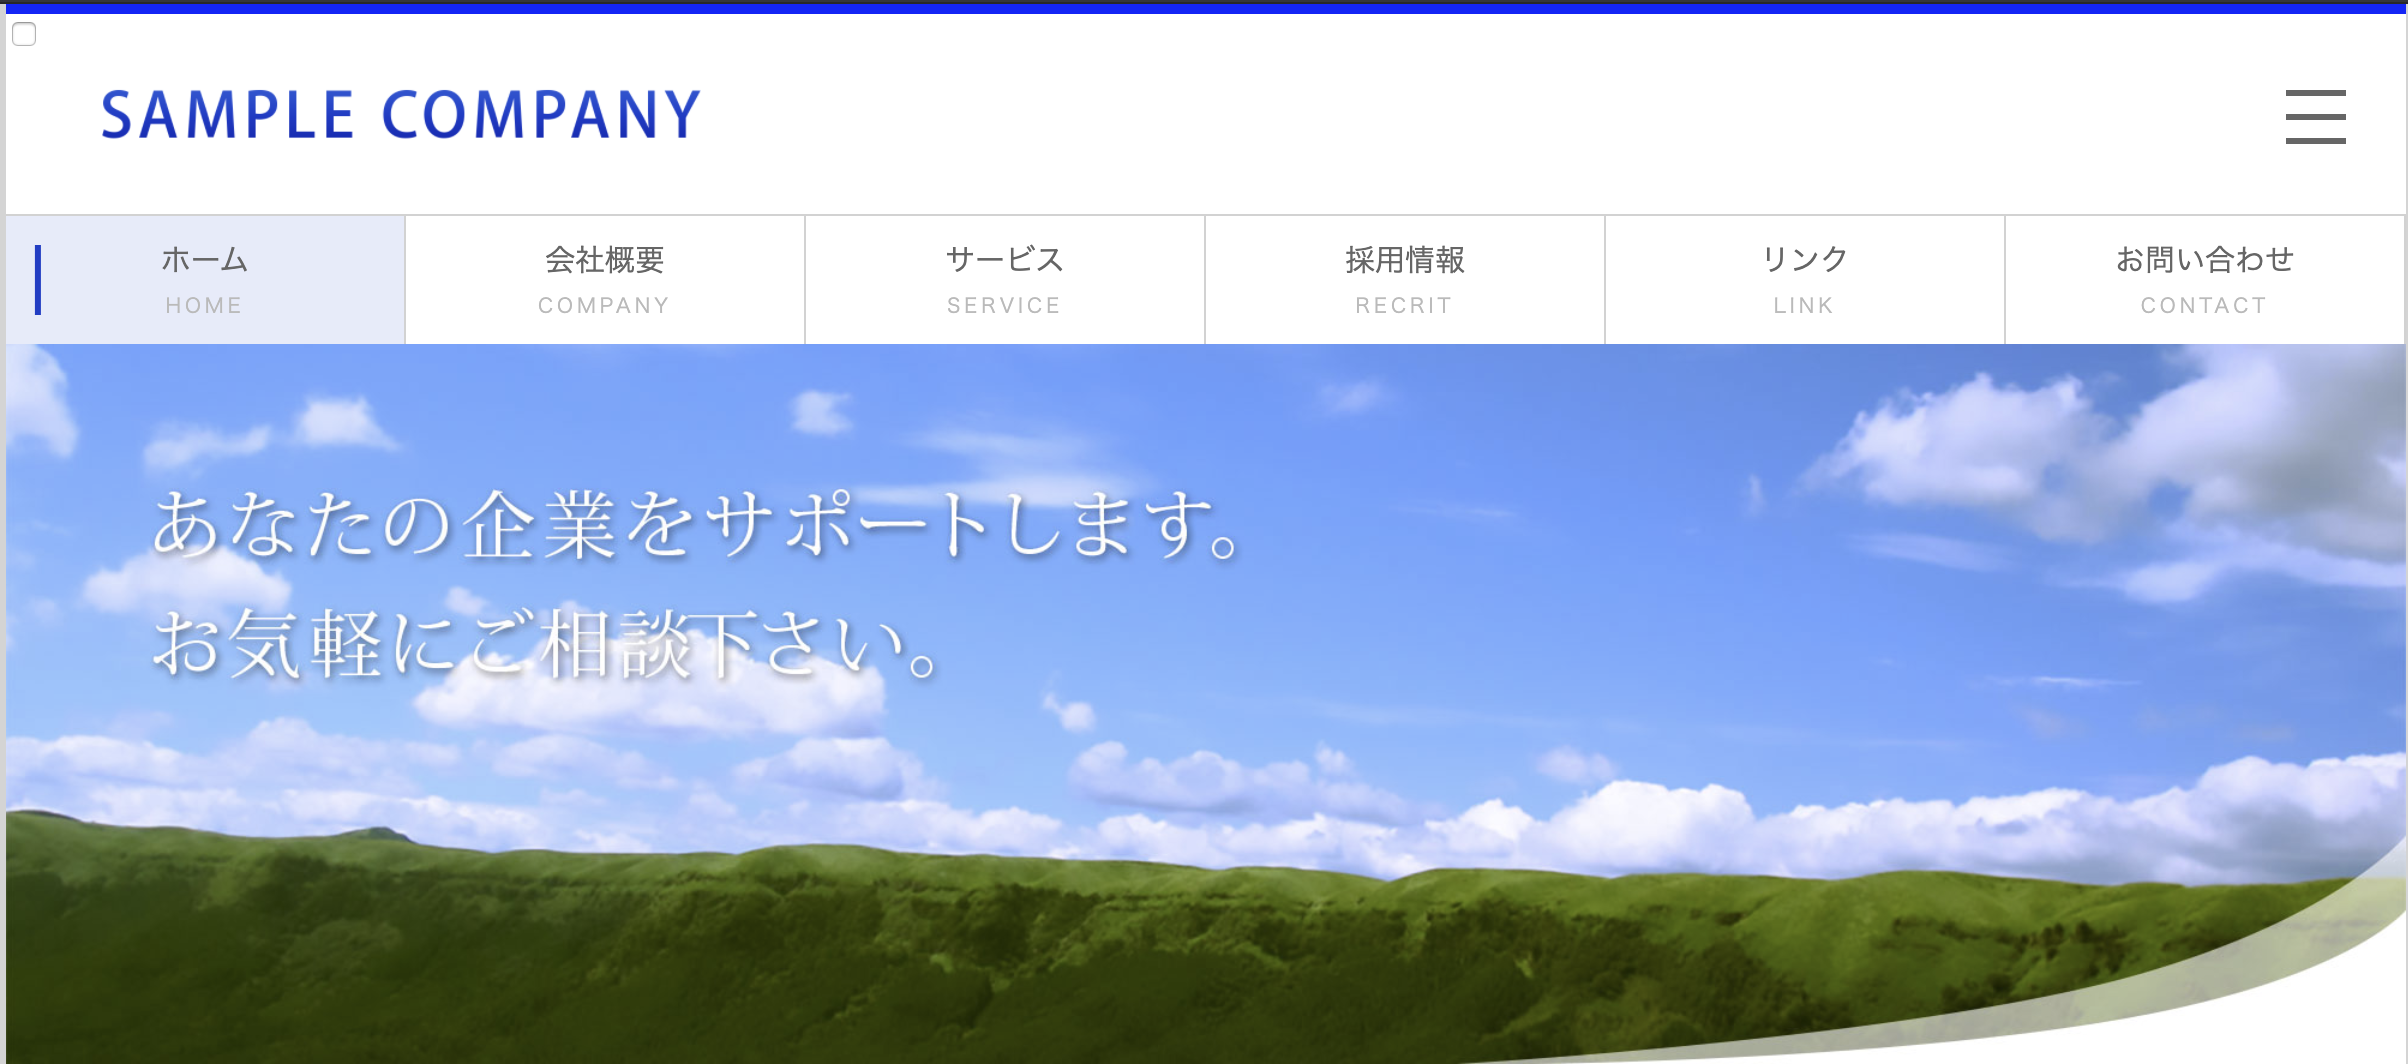 SAMPLE COMPANY
ホーム
HOME
会社概要
COMPANY
サービス
SERVICE
採用情報
RECRIT
リンク
LINK
お問い合わせ
CONTACT
あなたの企業をサポートします。
お気軽にご相談下さい。